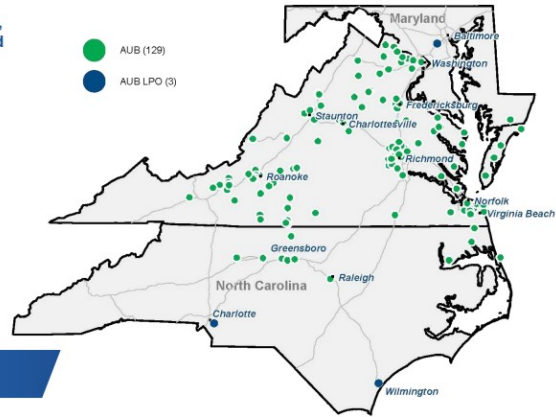 AUB (129)
AUB LPO (3)
Maryland
Baltimore
Washington
Fredericksburg
Staunton
Charlottesville
Richmond
Roanoke
Norfolk
Virginia Beach
Greensboro
Raleigh
North Carolina
Charlotte
Wilmington